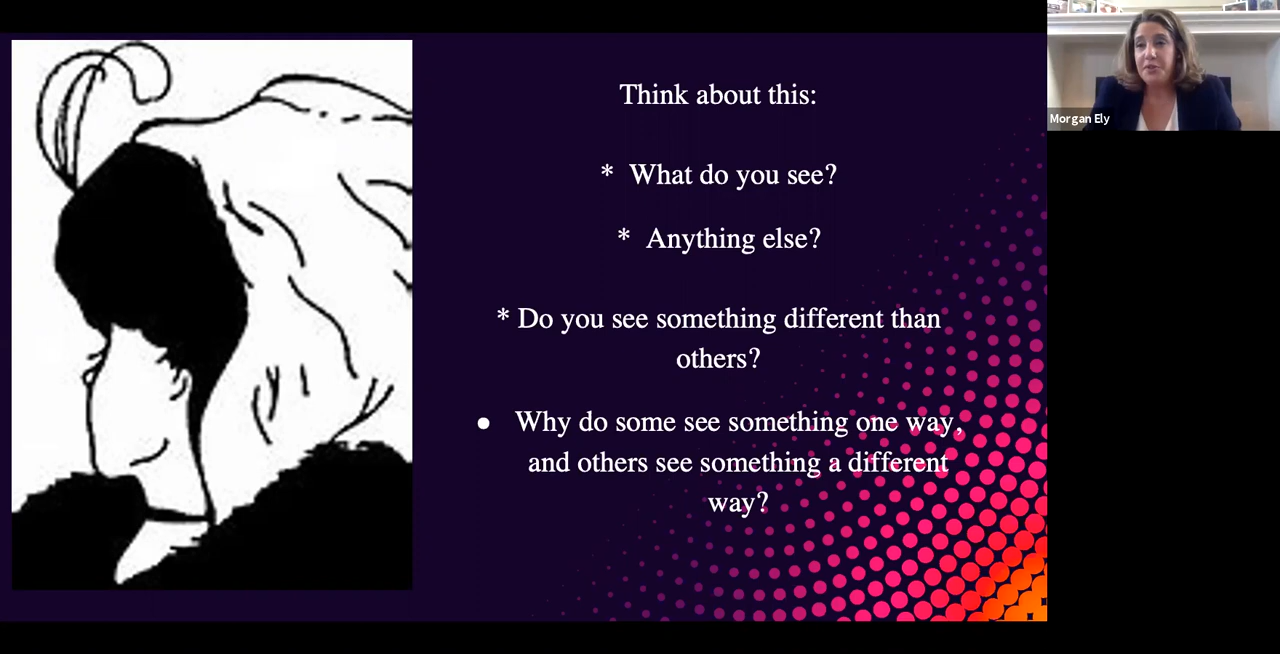 Think about this:
* What do you see?
* Anything else?
* Do you see something different than
others?
● Why do some see something one way,
and others see something a different
way?
Morgan Ely